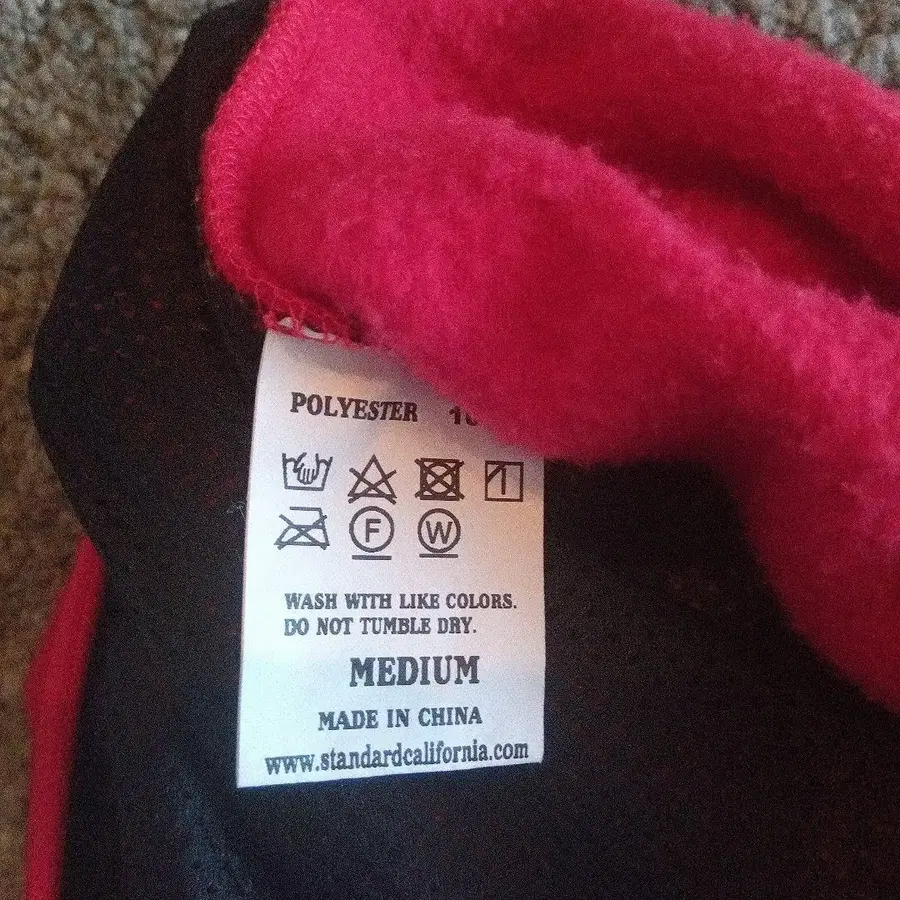 POLYESTER
F W
WASH WITH LIKE COLORS.
DO NOT TUMBLE DRY.
MEDIUM
MADE IN CHINA
www.standardcalifornia.com